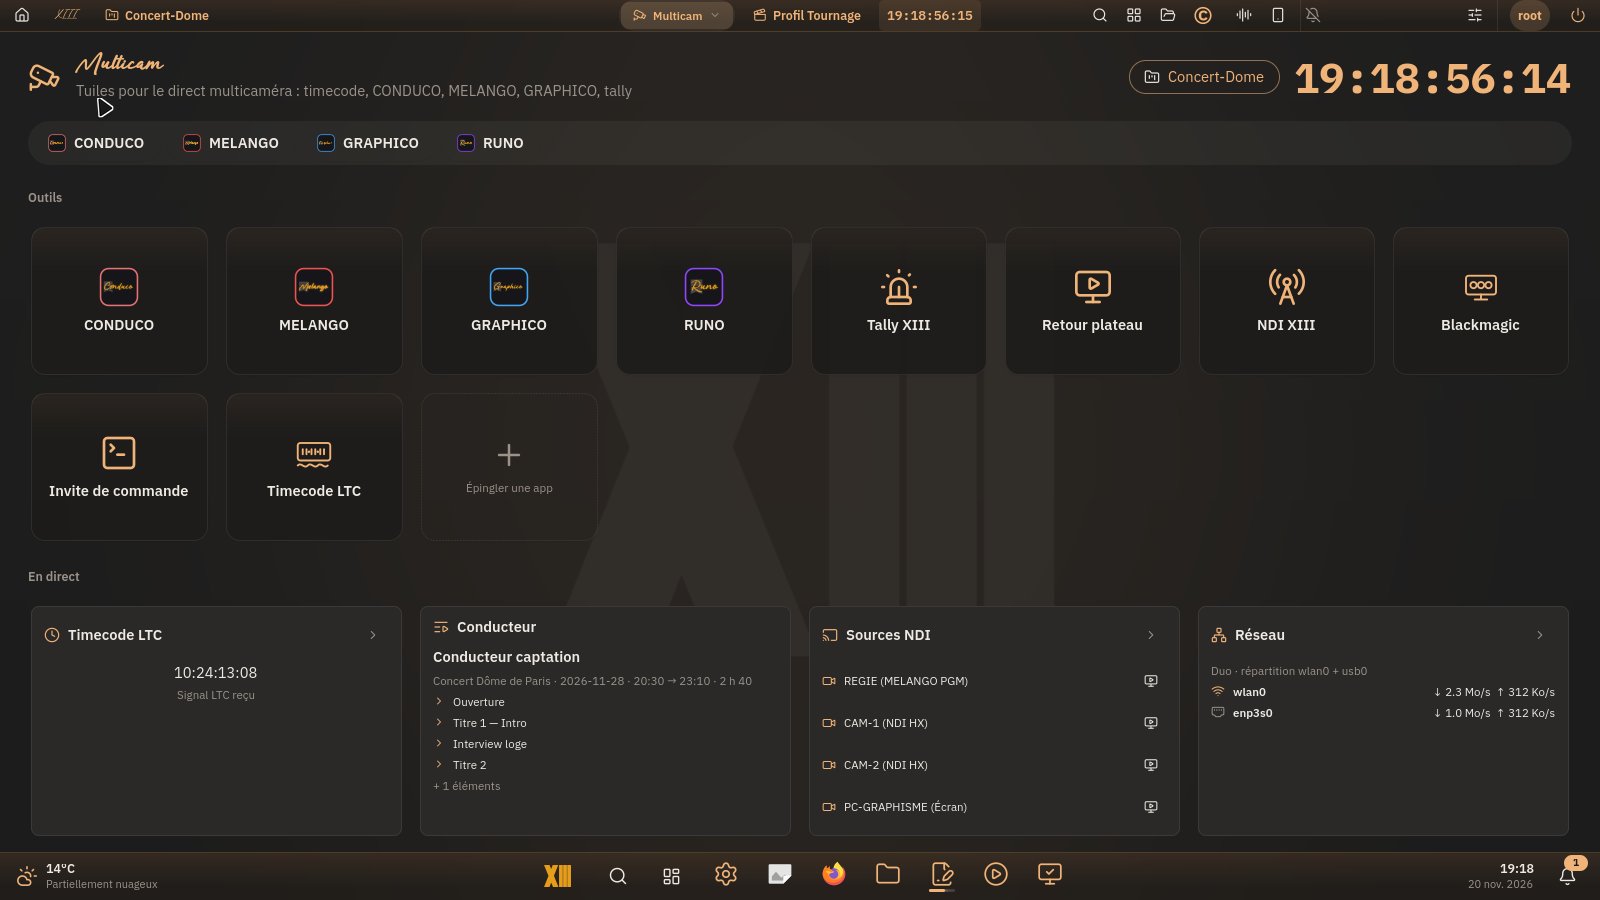 XIII
Concert-Dome
Multicam
Profil Tournage
19:18:56:15
root
Multicam
Tuiles pour le direct multicaméra : timecode, CONDUCO, MELANGO, GRAPHICO, tally
Concert-Dome
19:18:56:14
CONDUCO
MELANGO
GRAPHICO
RUNO
Outils
Conduco
Melango
Graphico
Runo
CONDUCO
MELANGO
GRAPHICO
RUNO
Tally XIII
Retour plateau
NDI XIII
Blackmagic
Invite de commande
Timecode LTC
Épingler une app
En direct
Timecode LTC
10:24:13:08
Signal LTC reçu
Conducteur
Conducteur captation
Concert Dôme de Paris · 2026-11-28 · 20:30 → 23:10 · 2 h 40
Ouverture
Titre 1 — Intro
Interview loge
Titre 2
+ 1 éléments
Sources NDI
REGIE (MELANGO PGM)
CAM-1 (NDI HX)
CAM-2 (NDI HX)
PC-GRAPHISME (Écran)
Réseau
Duo · répartition wlan0 + usb0
wlan0 ↓ 2.3 Mo/s ↑ 312 Ko/s
enp3s0 ↓ 1.0 Mo/s ↑ 312 Ko/s
14°C
Partiellement nuageux
XIII
19:18
20 nov. 2026
1